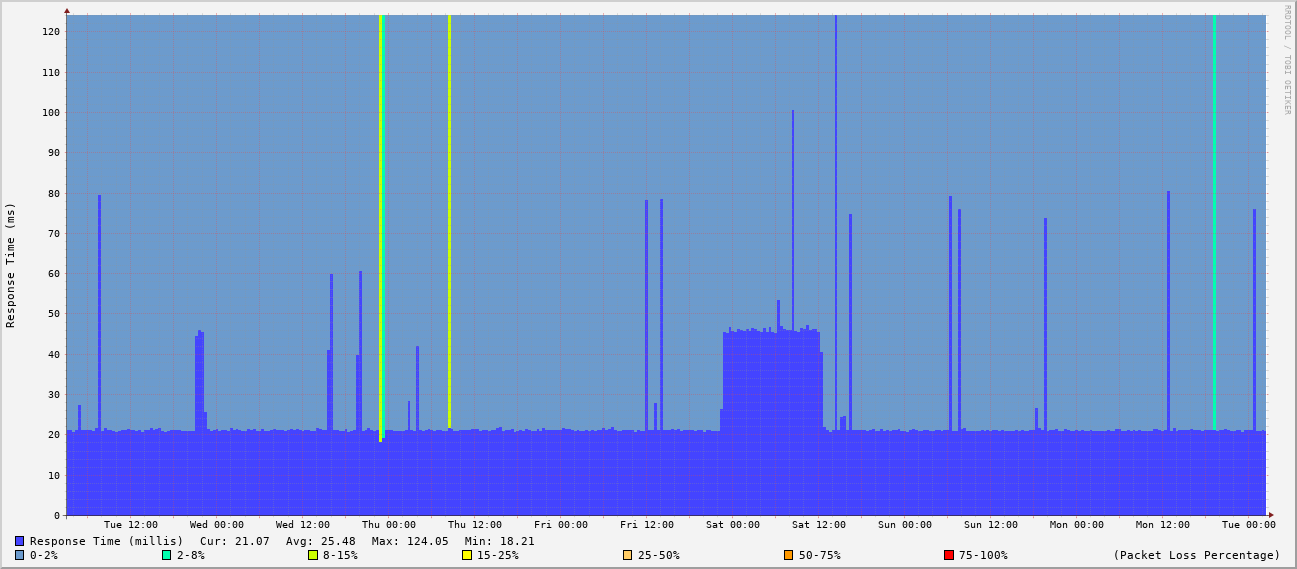 RRDTOOL / TOBI OETIKER
Response Time (ms)
120
110
100
90
80
70
60
50
40
30
20
10
0
Tue 12:00 Wed 00:00 Wed 12:00 Thu 00:00 Thu 12:00 Fri 00:00 Fri 12:00 Sat 00:00 Sat 12:00 Sun 00:00 Sun 12:00 Mon 00:00 Mon 12:00 Tue 00:00
Response Time (millis) Cur: 21.07 Avg: 25.48 Max: 124.05 Min: 18.21
0-2% 2-8% 8-15% 15-25% 25-50% 50-75% 75-100% (Packet Loss Percentage)